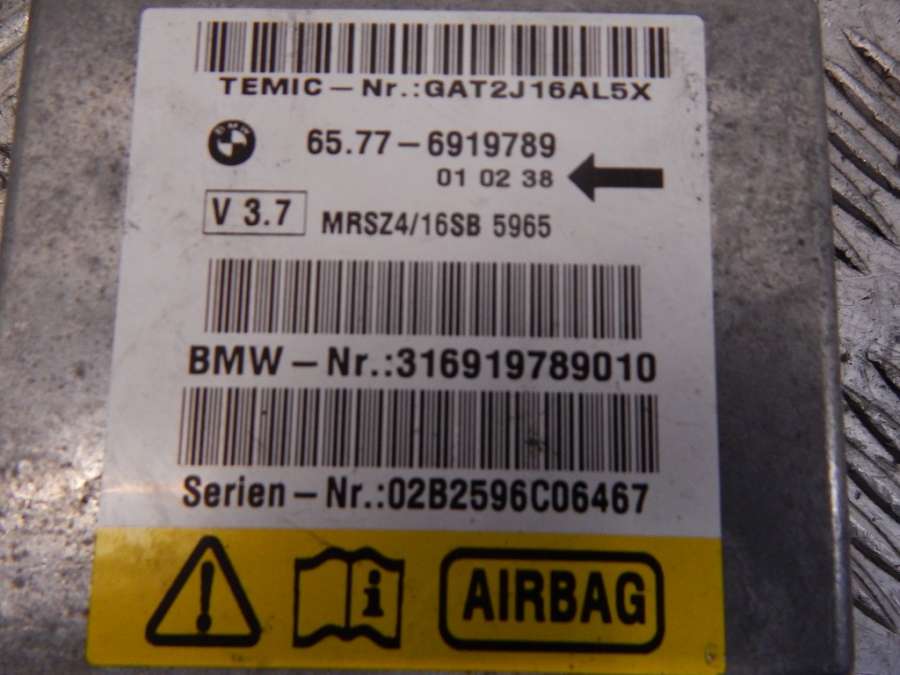 TEMIC-Nr.:GAT2J16AL5X
65.77-6919789
01 02 38
V 3.7 MRSZ4/16SB 5965
BMW-Nr.:316919789010
Serien-Nr.:02B2596C06467
AIRBAG